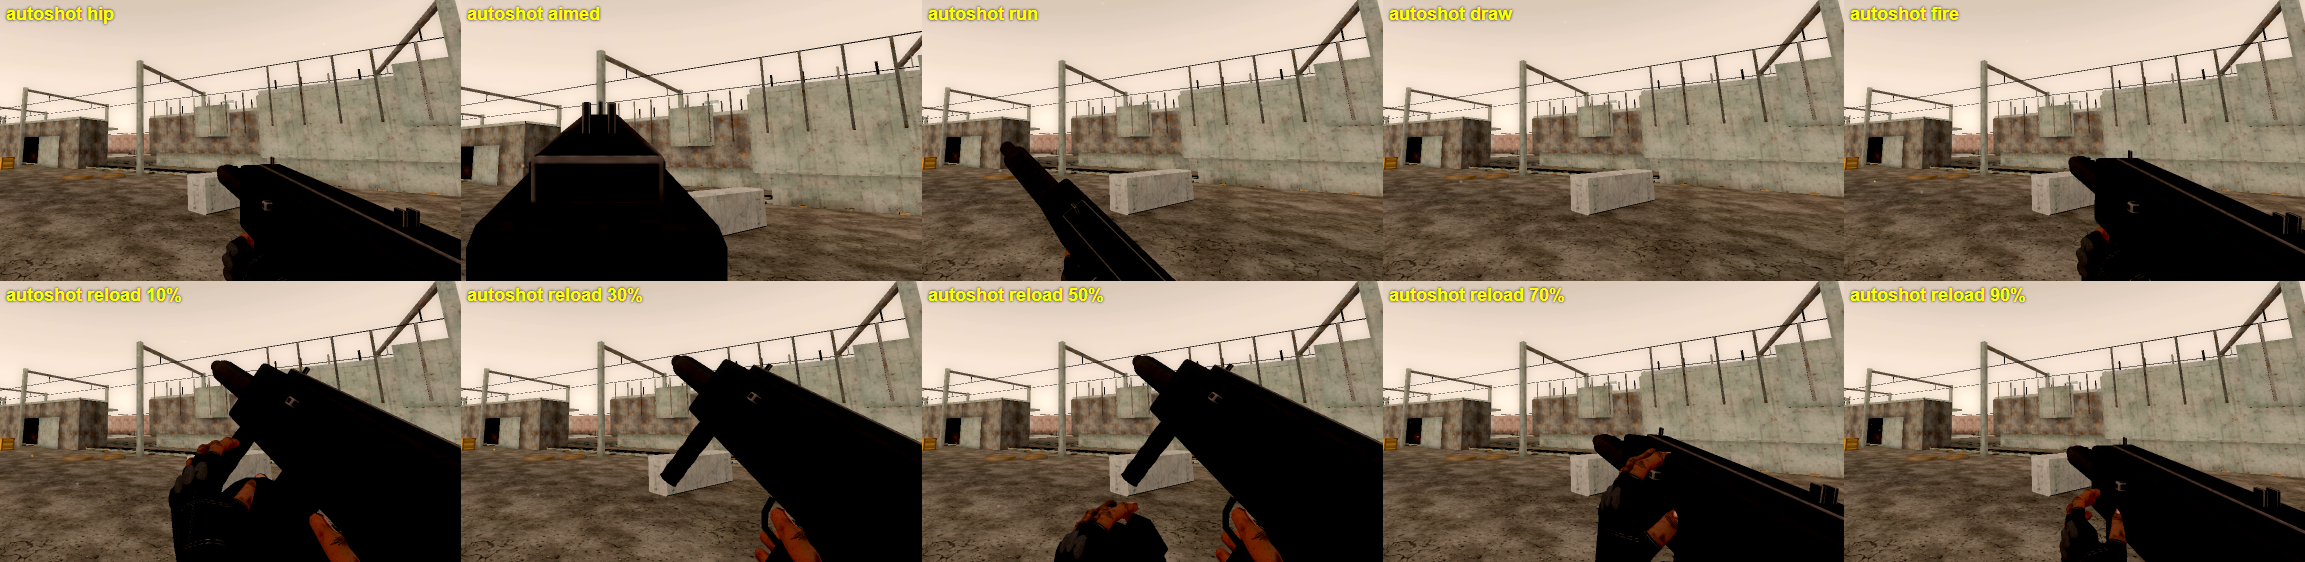 autoshot hip
autoshot aimed
autoshot run
autoshot draw
autoshot fire
autoshot reload 10%
autoshot reload 30%
autoshot reload 50%
autoshot reload 70%
autoshot reload 90%